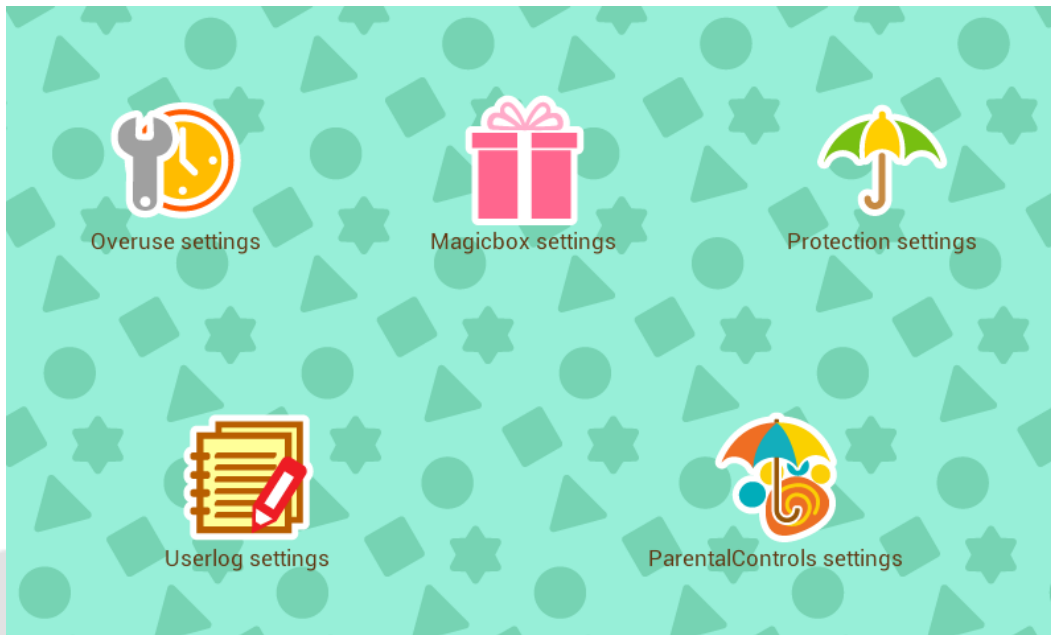 Overuse settings
Magicbox settings
Protection settings
Userlog settings
ParentalControls settings